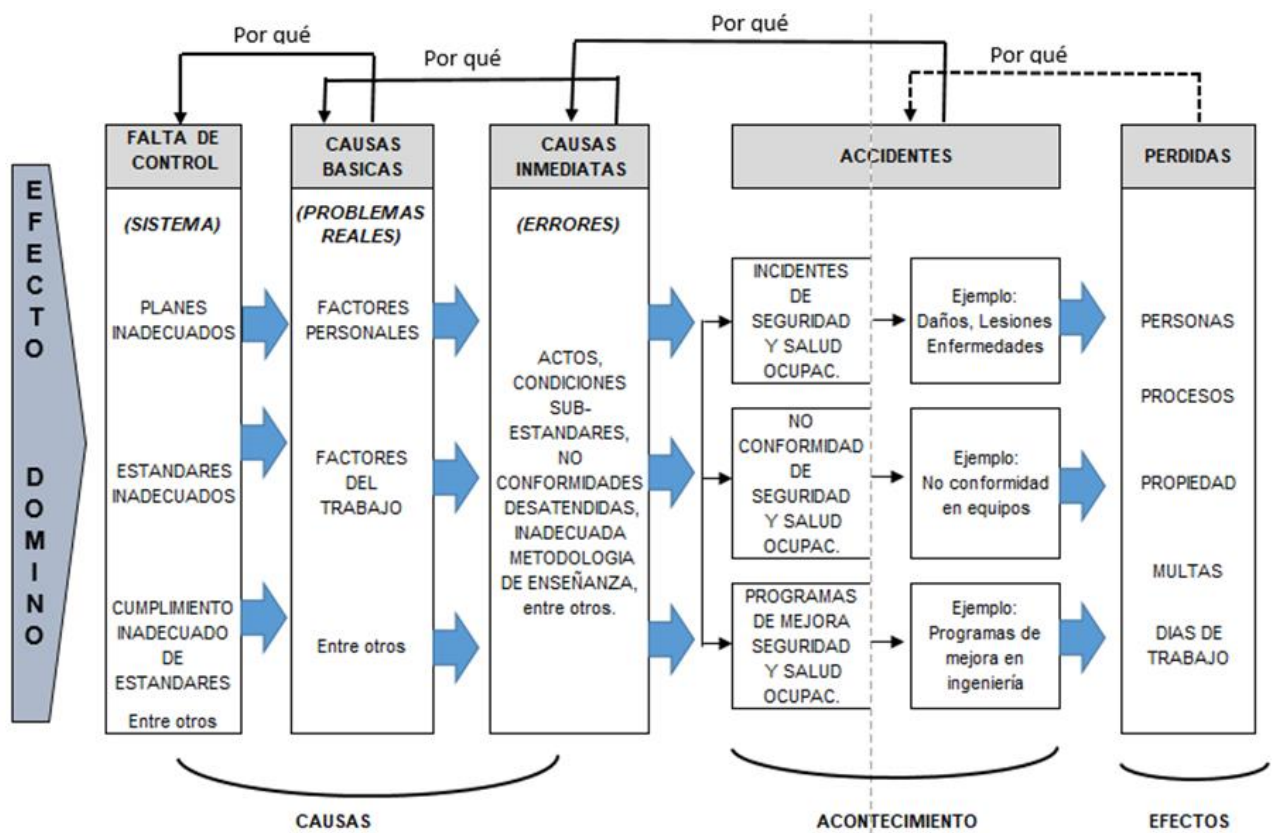 Por qué
Por qué
Por qué
Por qué
EFECTO
DOMINO
FALTA DE
CONTROL
(SISTEMA)
PLANES
INADECUADOS
ESTANDARES
INADECUADOS
CUMPLIMIENTO
INADECUADO
DE
ESTANDARES
Entre otros
CAUSAS
BASICAS
(PROBLEMAS
REALES)
FACTORES
PERSONALES
FACTORES
DEL
TRABAJO
Entre otros
CAUSAS
INMEDIATAS
(ERRORES)
ACTOS,
CONDICIONES
SUB-
ESTANDARES,
NO
CONFORMIDADES
DESATENDIDAS,
INADECUADA
METODOLOGIA
DE ENSEÑANZA,
entre otros.
ACCIDENTES
INCIDENTES
DE
SEGURIDAD
Y SALUD
OCUPAC.
Ejemplo:
Daños, Lesiones
Enfermedades
NO
CONFORMIDAD
DE
SEGURIDAD
Y SALUD
OCUPAC.
Ejemplo:
No conformidad
en equipos
PROGRAMAS
DE MEJORA
SEGURIDAD
Y SALUD
OCUPAC.
Ejemplo:
Programas de
mejora en
ingeniería
PERDIDAS
PERSONAS
PROCESOS
PROPIEDAD
MULTAS
DIAS DE
TRABAJO
CAUSAS
ACONTECIMIENTO
EFECTOS